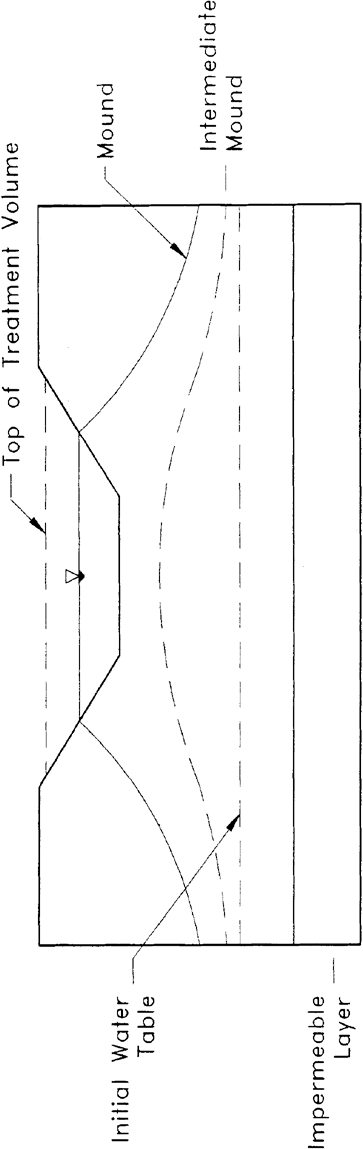 Top of Treatment Volume
Mound
Intermediate
Mound
Initial Water
Table
Impermeable
Layer